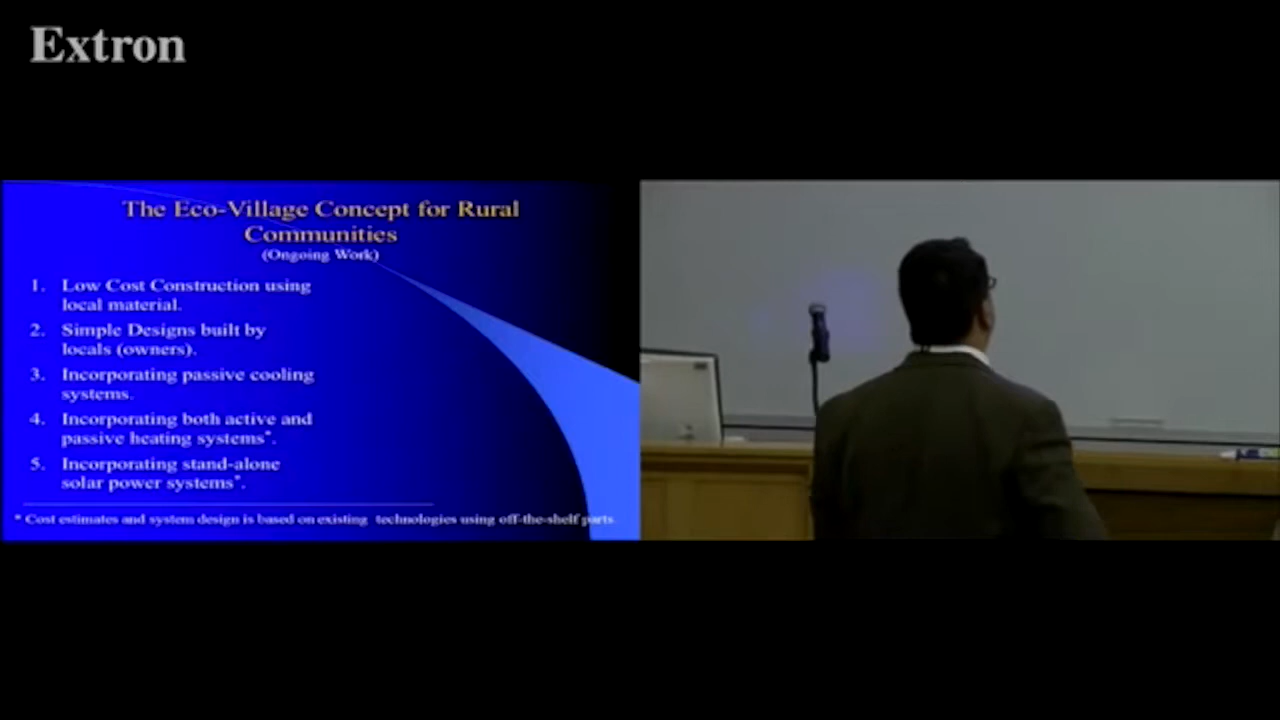 Extron
The Eco-Village Concept for Rural
Communities
(Ongoing Work)
1. Low Cost Construction using
local material.
2. Simple Designs built by
locals (owners).
3. Incorporating passive cooling
systems.
4. Incorporating both active and
passive heating systems*.
5. Incorporating stand-alone
solar power systems*.
* Cost estimates and system design is based on existing technologies using off-the-shelf parts.